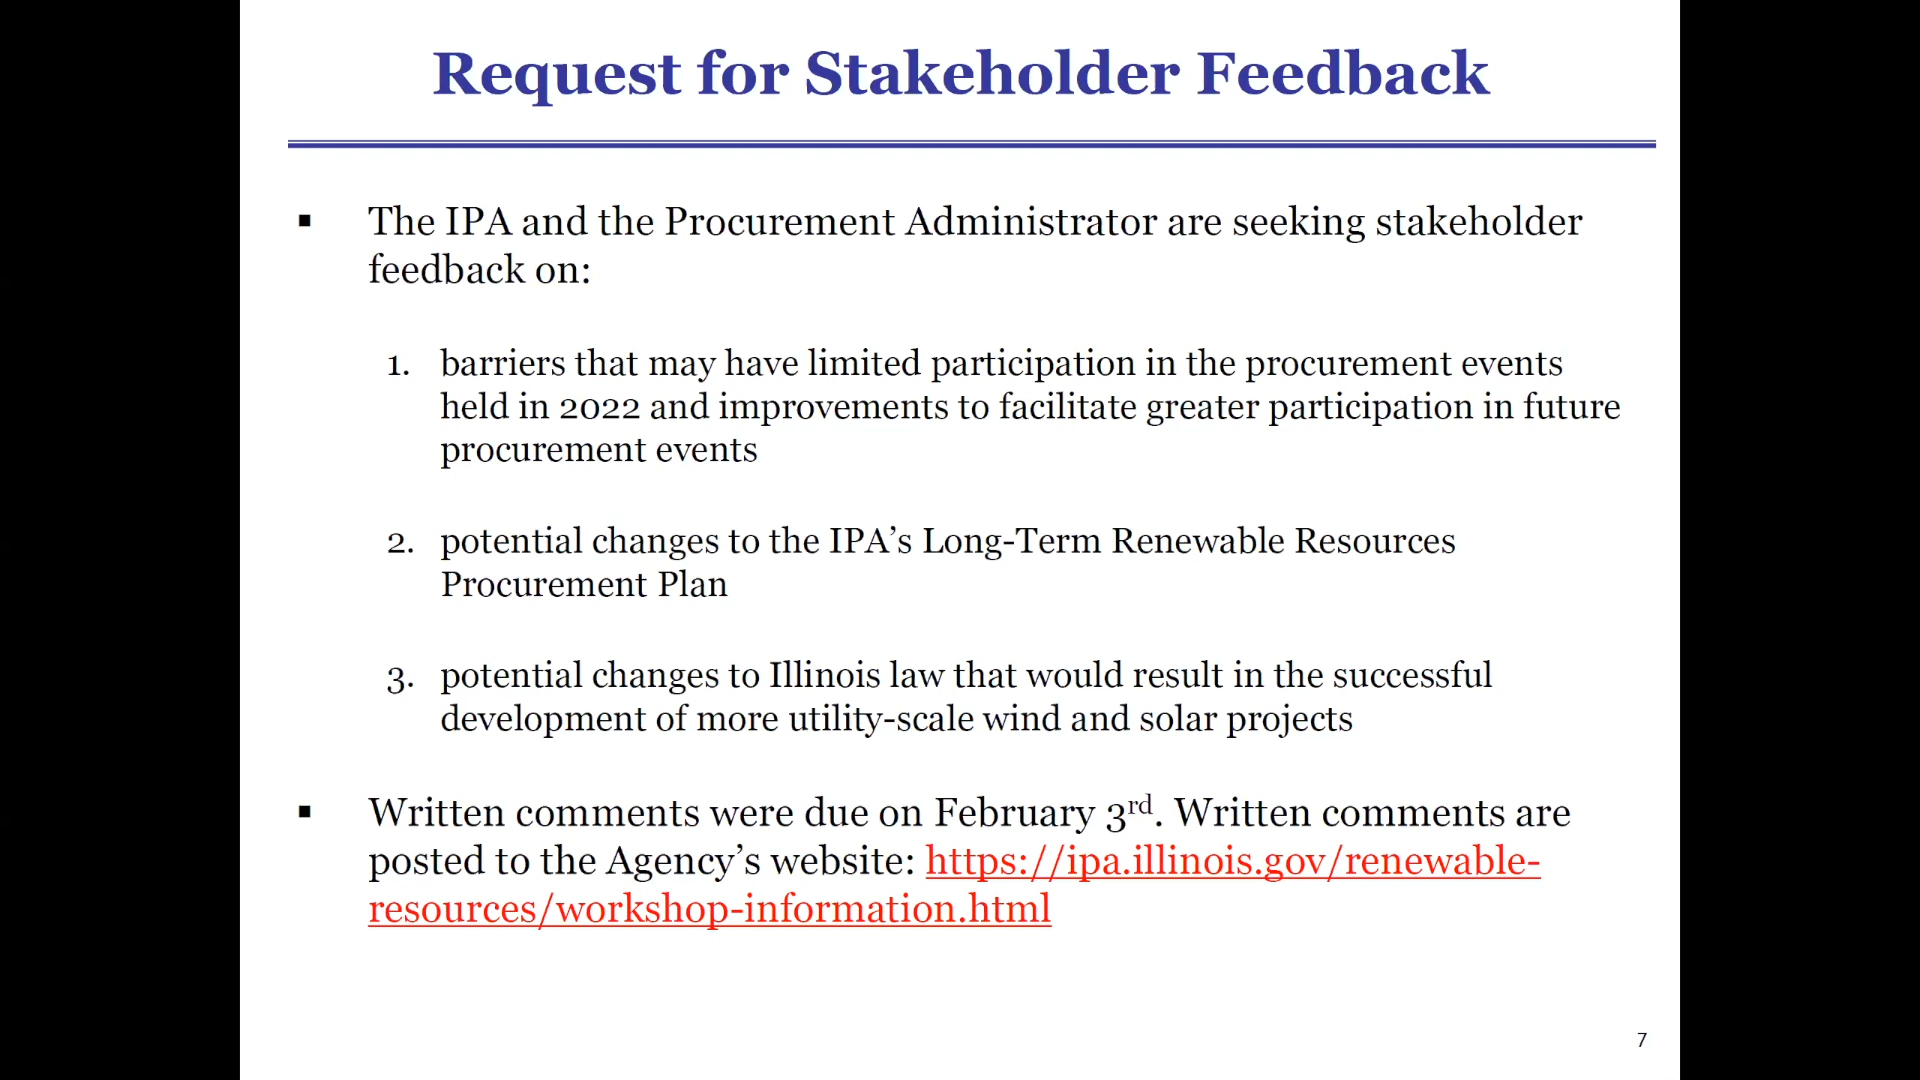 Request for Stakeholder Feedback
▪ The IPA and the Procurement Administrator are seeking stakeholder
feedback on:
1. barriers that may have limited participation in the procurement events
held in 2022 and improvements to facilitate greater participation in future
procurement events
2. potential changes to the IPA’s Long-Term Renewable Resources
Procurement Plan
3. potential changes to Illinois law that would result in the successful
development of more utility-scale wind and solar projects
▪ Written comments were due on February 3rd. Written comments are
posted to the Agency’s website: https://ipa.illinois.gov/renewable-
resources/workshop-information.html
7